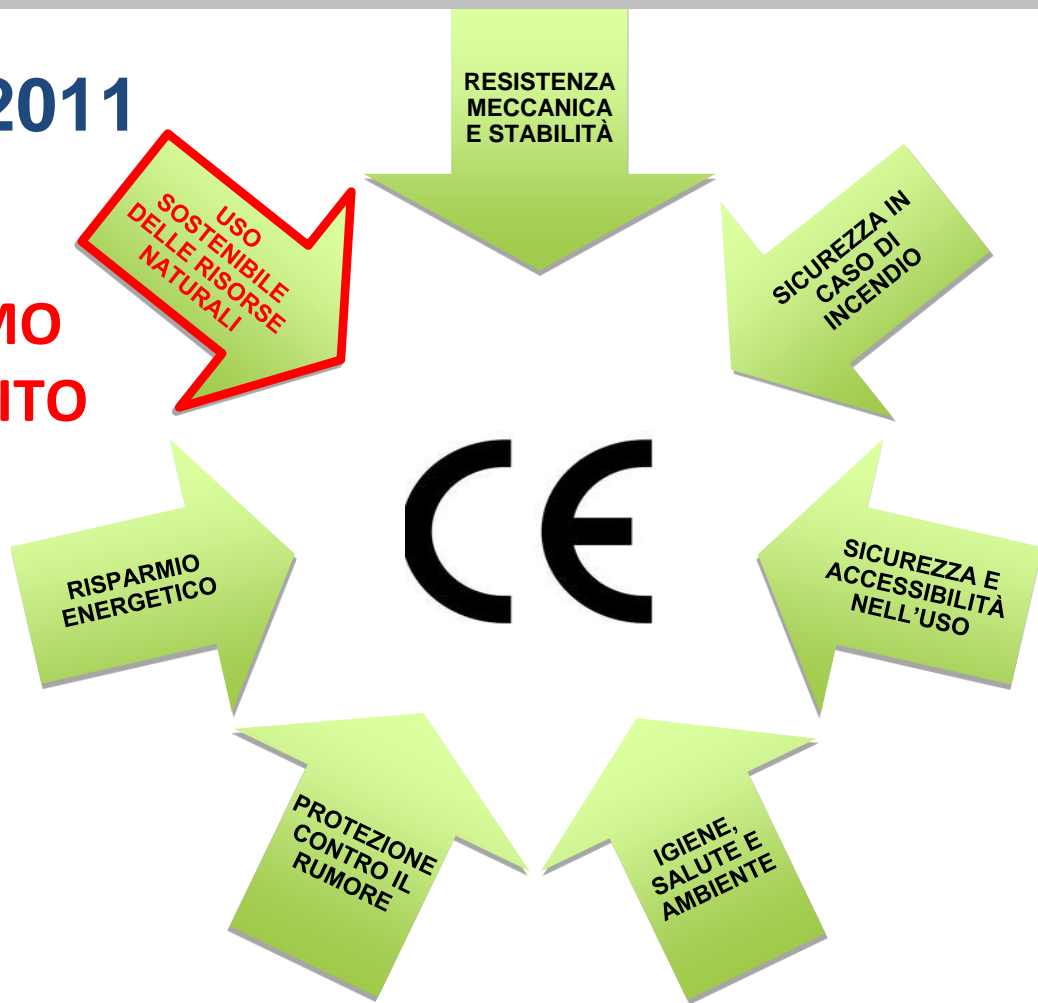 2011
RESISTENZA
MECCANICA
E STABILITÀ
USO
SOSTENIBILE
DELLE RISORSE
NATURALI
SICUREZZA IN
CASO DI
INCENDIO
MO
ITO
CE
RISPARMIO
ENERGETICO
SICUREZZA E
ACCESSIBILITÀ
NELL'USO
PROTEZIONE
CONTRO IL
RUMORE
IGIENE,
SALUTE E
AMBIENTE